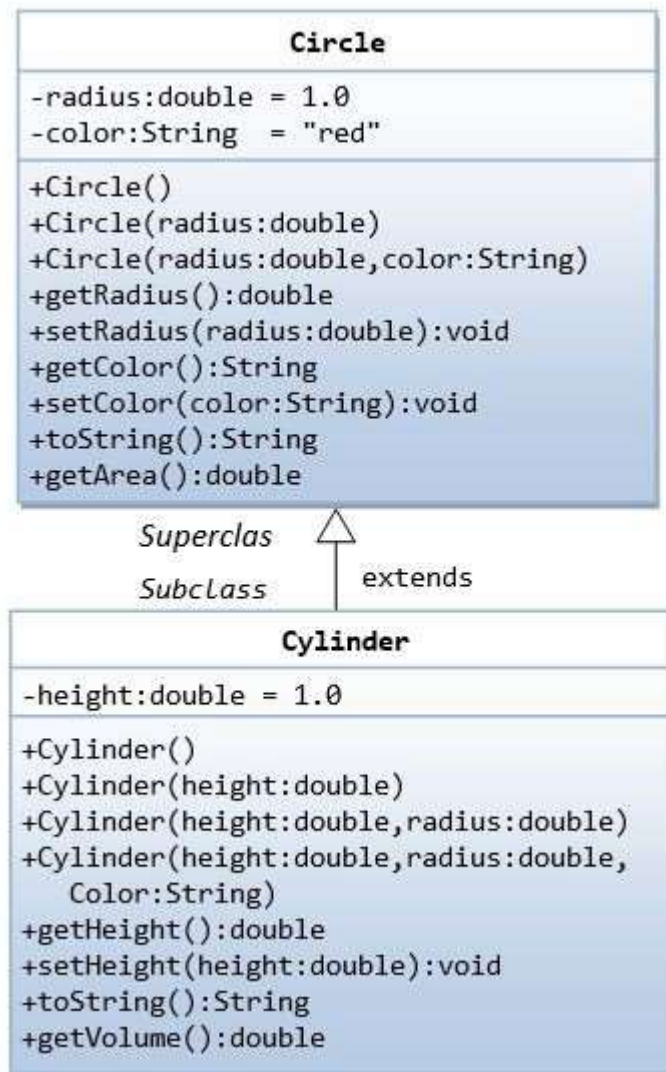 Circle
-radius:double = 1.0
-color:String = "red"
+Circle()
+Circle(radius:double)
+Circle(radius:double,color:String)
+getRadius():double
+setRadius(radius:double):void
+getColor():String
+setColor(color:String):void
+toString():String
+getArea():double
Superclas
Subclass
extends
Cylinder
-height:double = 1.0
+Cylinder()
+Cylinder(height:double)
+Cylinder(height:double,radius:double)
+Cylinder(height:double,radius:double,
Color:String)
+getHeight():double
+setHeight(height:double):void
+toString():String
+getVolume():double